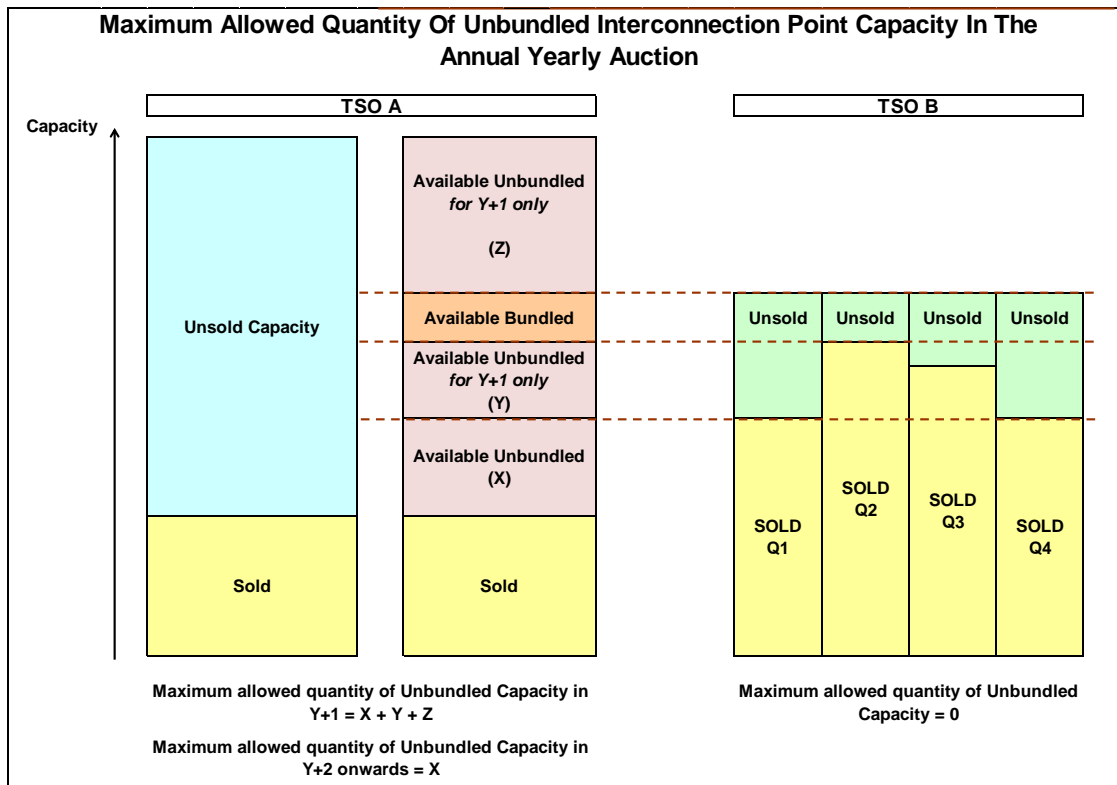 Maximum Allowed Quantity Of Unbundled Interconnection Point Capacity In The
Annual Yearly Auction
TSO A
TSO B
Capacity
Unsold Capacity
Sold
Available Unbundled
for Y+1 only
(Z)
Available Bundled
Available Unbundled
for Y+1 only
(Y)
Available Unbundled
(X)
Sold
Unsold
Unsold
Unsold
Unsold
SOLD
Q1
SOLD
Q2
SOLD
Q3
SOLD
Q4
Maximum allowed quantity of Unbundled Capacity in
Y+1 = X + Y + Z
Maximum allowed quantity of Unbundled Capacity in
Y+2 onwards = X
Maximum allowed quantity of Unbundled
Capacity = 0